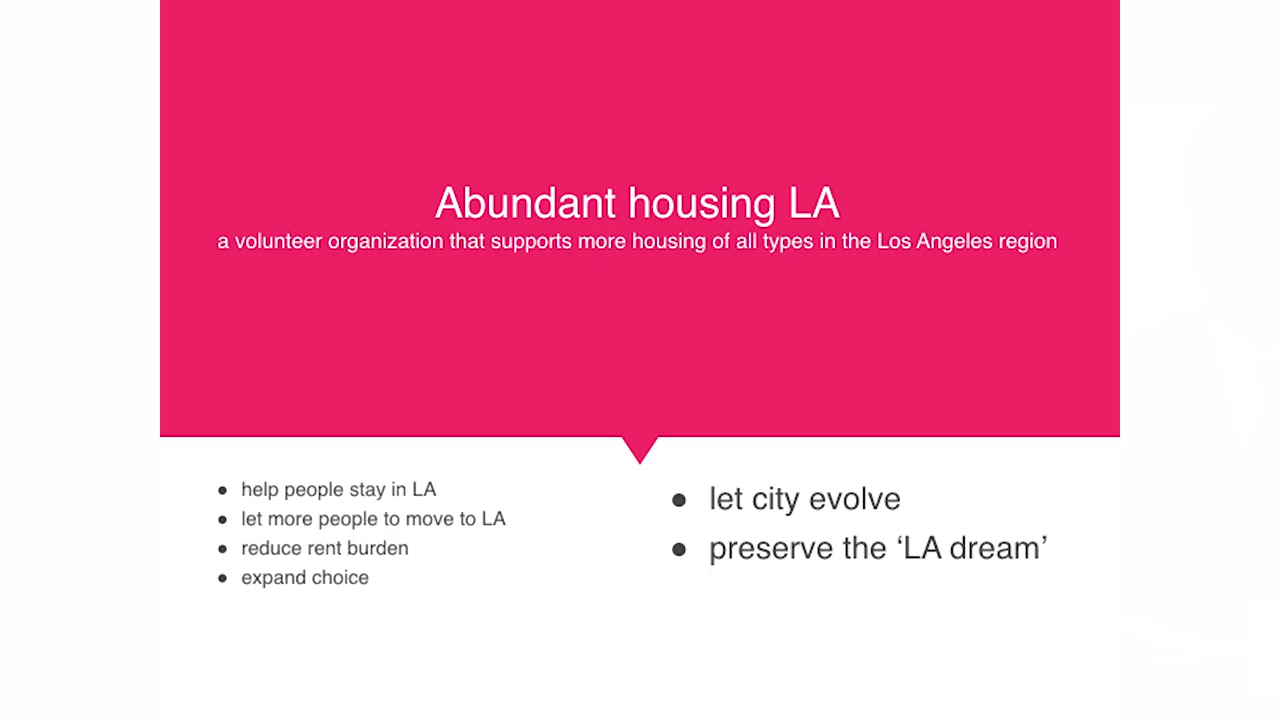 Abundant housing LA
a volunteer organization that supports more housing of all types in the Los Angeles region
● help people stay in LA
● let more people to move to LA
● reduce rent burden
● expand choice
● let city evolve
● preserve the ‘LA dream’